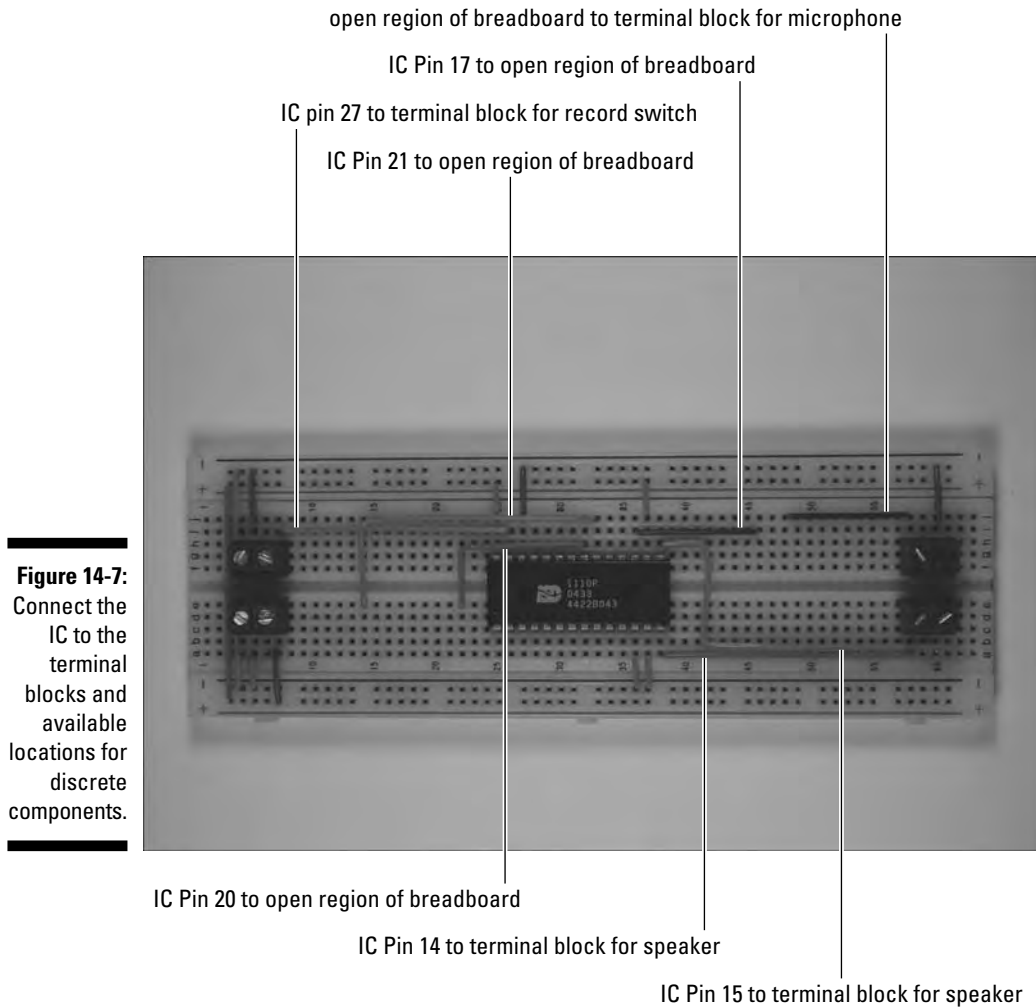 open region of breadboard to terminal block for microphone
IC Pin 17 to open region of breadboard
IC pin 27 to terminal block for record switch
IC Pin 21 to open region of breadboard
Figure 14-7:
Connect the
IC to the
terminal
blocks and
available
locations for
discrete
components.
IC Pin 20 to open region of breadboard
IC Pin 14 to terminal block for speaker
IC Pin 15 to terminal block for speaker